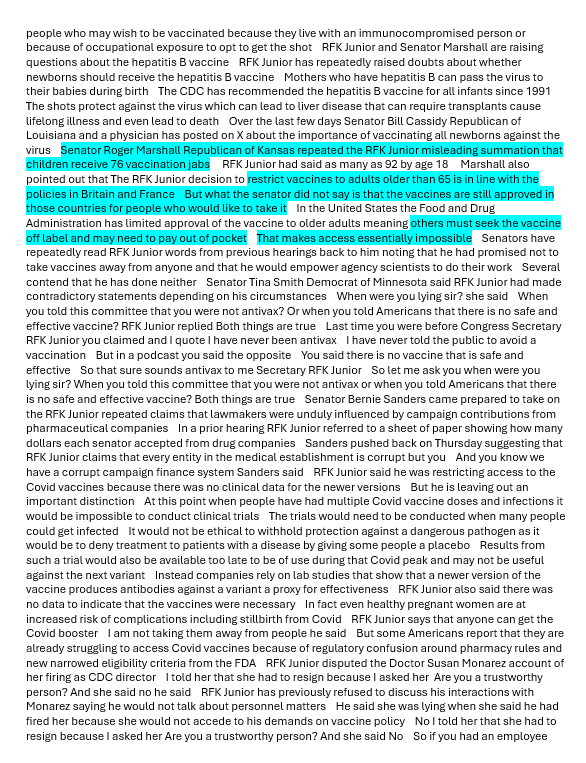 people who may wish to be vaccinated because they live with an immunocompromised person or
because of occupational exposure to opt to get the shot RFK Junior and Senator Marshall are raising
questions about the hepatitis B vaccine RFK Junior has repeatedly raised doubts about whether
newborns should receive the hepatitis B vaccine Mothers who have hepatitis B can pass the virus to
their babies during birth The CDC has recommended the hepatitis B vaccine for all infants since 1991
The shots protect against the virus which can lead to liver disease that can require transplants cause
lifelong illness and even lead to death Over the last few days Senator Bill Cassidy Republican of
Louisiana and a physician has posted on X about the importance of vaccinating all newborns against the
virus Senator Roger Marshall Republican of Kansas repeated the RFK Junior misleading summation that
children receive 76 vaccination jabs RFK Junior had said as many as 92 by age 18 Marshall also
pointed out that The RFK Junior decision to restrict vaccines to adults older than 65 is in line with the
policies in Britain and France But what the senator did not say is that the vaccines are still approved in
those countries for people who would like to take it In the United States the Food and Drug
Administration has limited approval of the vaccine to older adults meaning others must seek the vaccine
off label and may need to pay out of pocket That makes access essentially impossible Senators have
repeatedly read RFK Junior words from previous hearings back to him noting that he had promised not to
take vaccines away from anyone and that he would empower agency scientists to do their work Several
contend that he has done neither Senator Tina Smith Democrat of Minnesota said RFK Junior had made
contradictory statements depending on his circumstances When were you lying sir? she said When
you told this committee that you were not antivax? Or when you told Americans that there is no safe and
effective vaccine? RFK Junior replied Both things are true Last time you were before Congress Secretary
RFK Junior you claimed and I quote I have never been antivax I have never told the public to avoid a
vaccination But in a podcast you said the opposite You said there is no vaccine that is safe and
effective So that sure sounds antivax to me Secretary RFK Junior So let me ask you when were you
lying sir? When you told this committee that you were not antivax or when you told Americans that there
is no safe and effective vaccine? Both things are true Senator Bernie Sanders came prepared to take on
the RFK Junior repeated claims that lawmakers were unduly influenced by campaign contributions from
pharmaceutical companies In a prior hearing RFK Junior referred to a sheet of paper showing how many
dollars each senator accepted from drug companies Sanders pushed back on Thursday suggesting that
RFK Junior claims that every entity in the medical establishment is corrupt but you And you know we
have a corrupt campaign finance system Sanders said RFK Junior said he was restricting access to the
Covid vaccines because there was no clinical data for the newer versions But he is leaving out an
important distinction At this point when people have had multiple Covid vaccine doses and infections it
would be impossible to conduct clinical trials The trials would need to be conducted when many people
could get infected It would not be ethical to withhold protection against a dangerous pathogen as it
would be to deny treatment to patients with a disease by giving some people a placebo Results from
such a trial would also be available too late to be of use during that Covid peak and may not be useful
against the next variant Instead companies rely on lab studies that show that a newer version of the
vaccine produces antibodies against a variant a proxy for effectiveness RFK Junior also said there was
no data to indicate that the vaccines were necessary In fact even healthy pregnant women are at
increased risk of complications including stillbirth from Covid RFK Junior says that anyone can get the
Covid booster I am not taking them away from people he said But some Americans report that they are
already struggling to access Covid vaccines because of regulatory confusion around pharmacy rules and
new narrowed eligibility criteria from the FDA RFK Junior disputed the Doctor Susan Monarez account of
her firing as CDC director I told her that she had to resign because I asked her Are you a trustworthy
person? And she said no he said RFK Junior has previously refused to discuss his interactions with
Monarez saying he would not talk about personnel matters He said she was lying when she said he had
fired her because she would not accede to his demands on vaccine policy No I told her that she had to
resign because I asked her Are you a trustworthy person? And she said No So if you had an employee